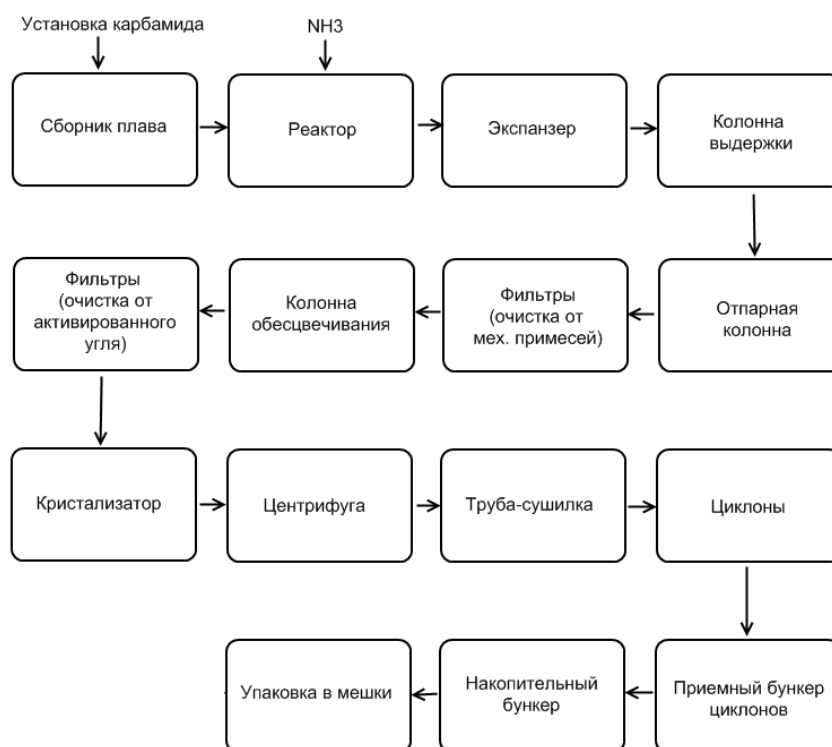 Установка карбамида
NH3
Сборник плава
Реактор
Экспанзер
Колонна
выдержки
Фильтры
(очистка от
активированного
угля)
Колонна
обесцвечивания
Фильтры
(очистка от
мех. примесей)
Отпарная
колонна
Кристализатор
Центрифуга
Труба-сушилка
Циклоны
Упаковка в мешки
Накопительный
бункер
Приемный бункер
циклонов